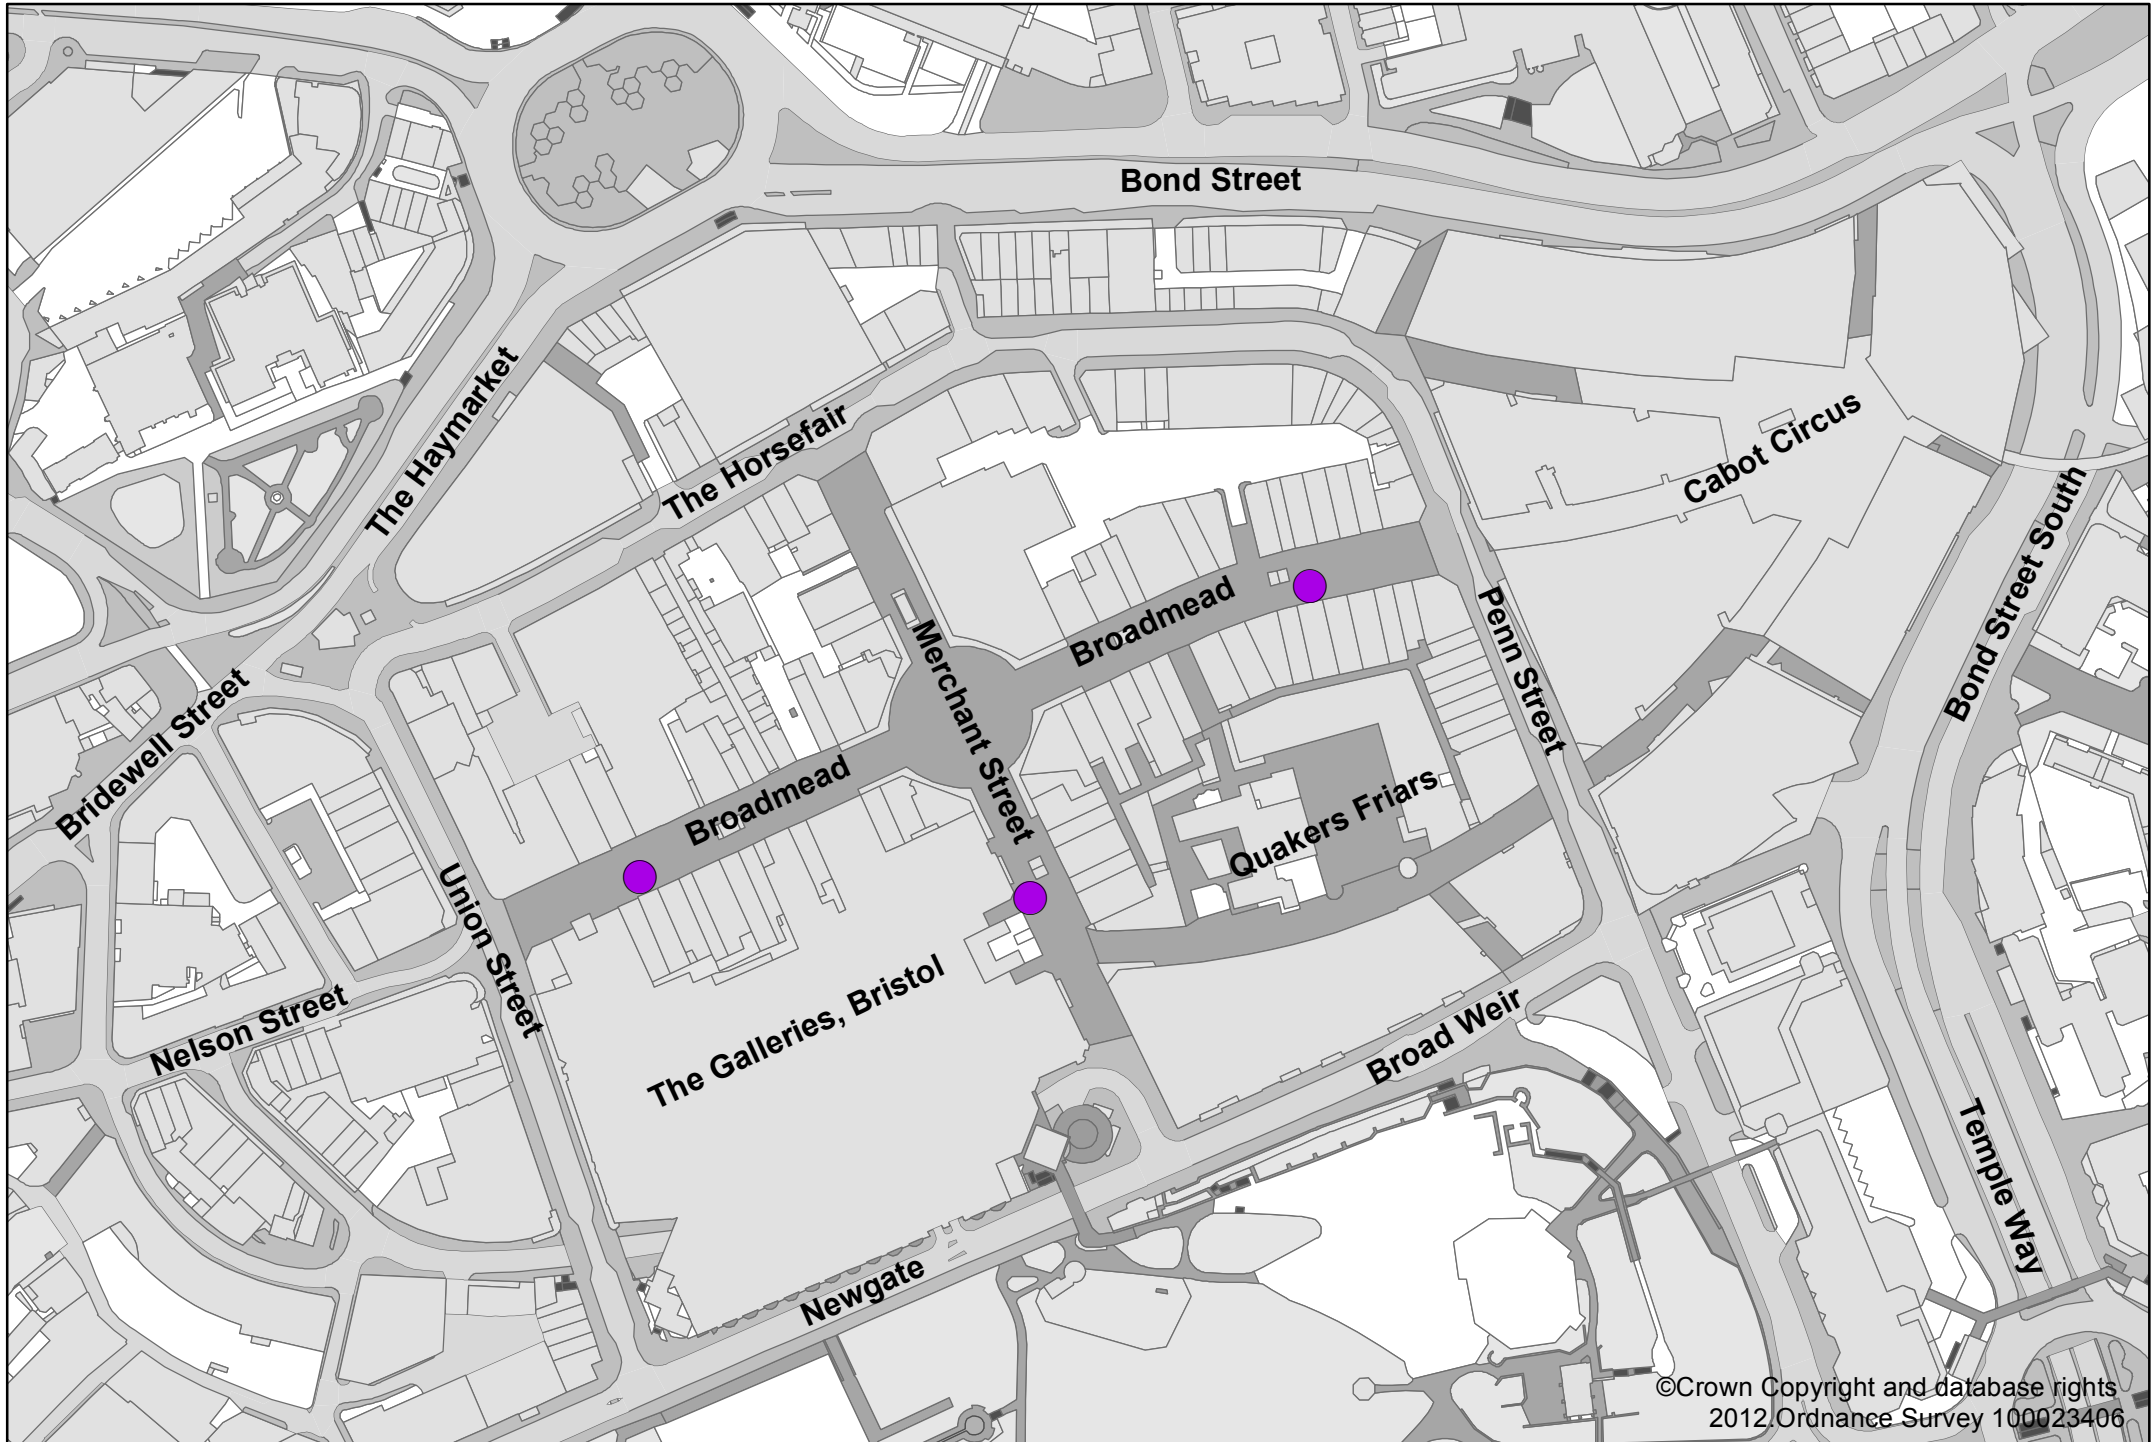 Bond Street
The Haymarket
The Horsefair
Cabot Circus
Bond Street South
Broadmead
Penn Street
Merchant Street
Bridewell Street
Broadmead
Quakers Friars
Union Street
The Galleries, Bristol
Nelson Street
Broad Weir
Temple Way
Newgate
©Crown Copyright and database rights
2012.Ordnance Survey 100023406